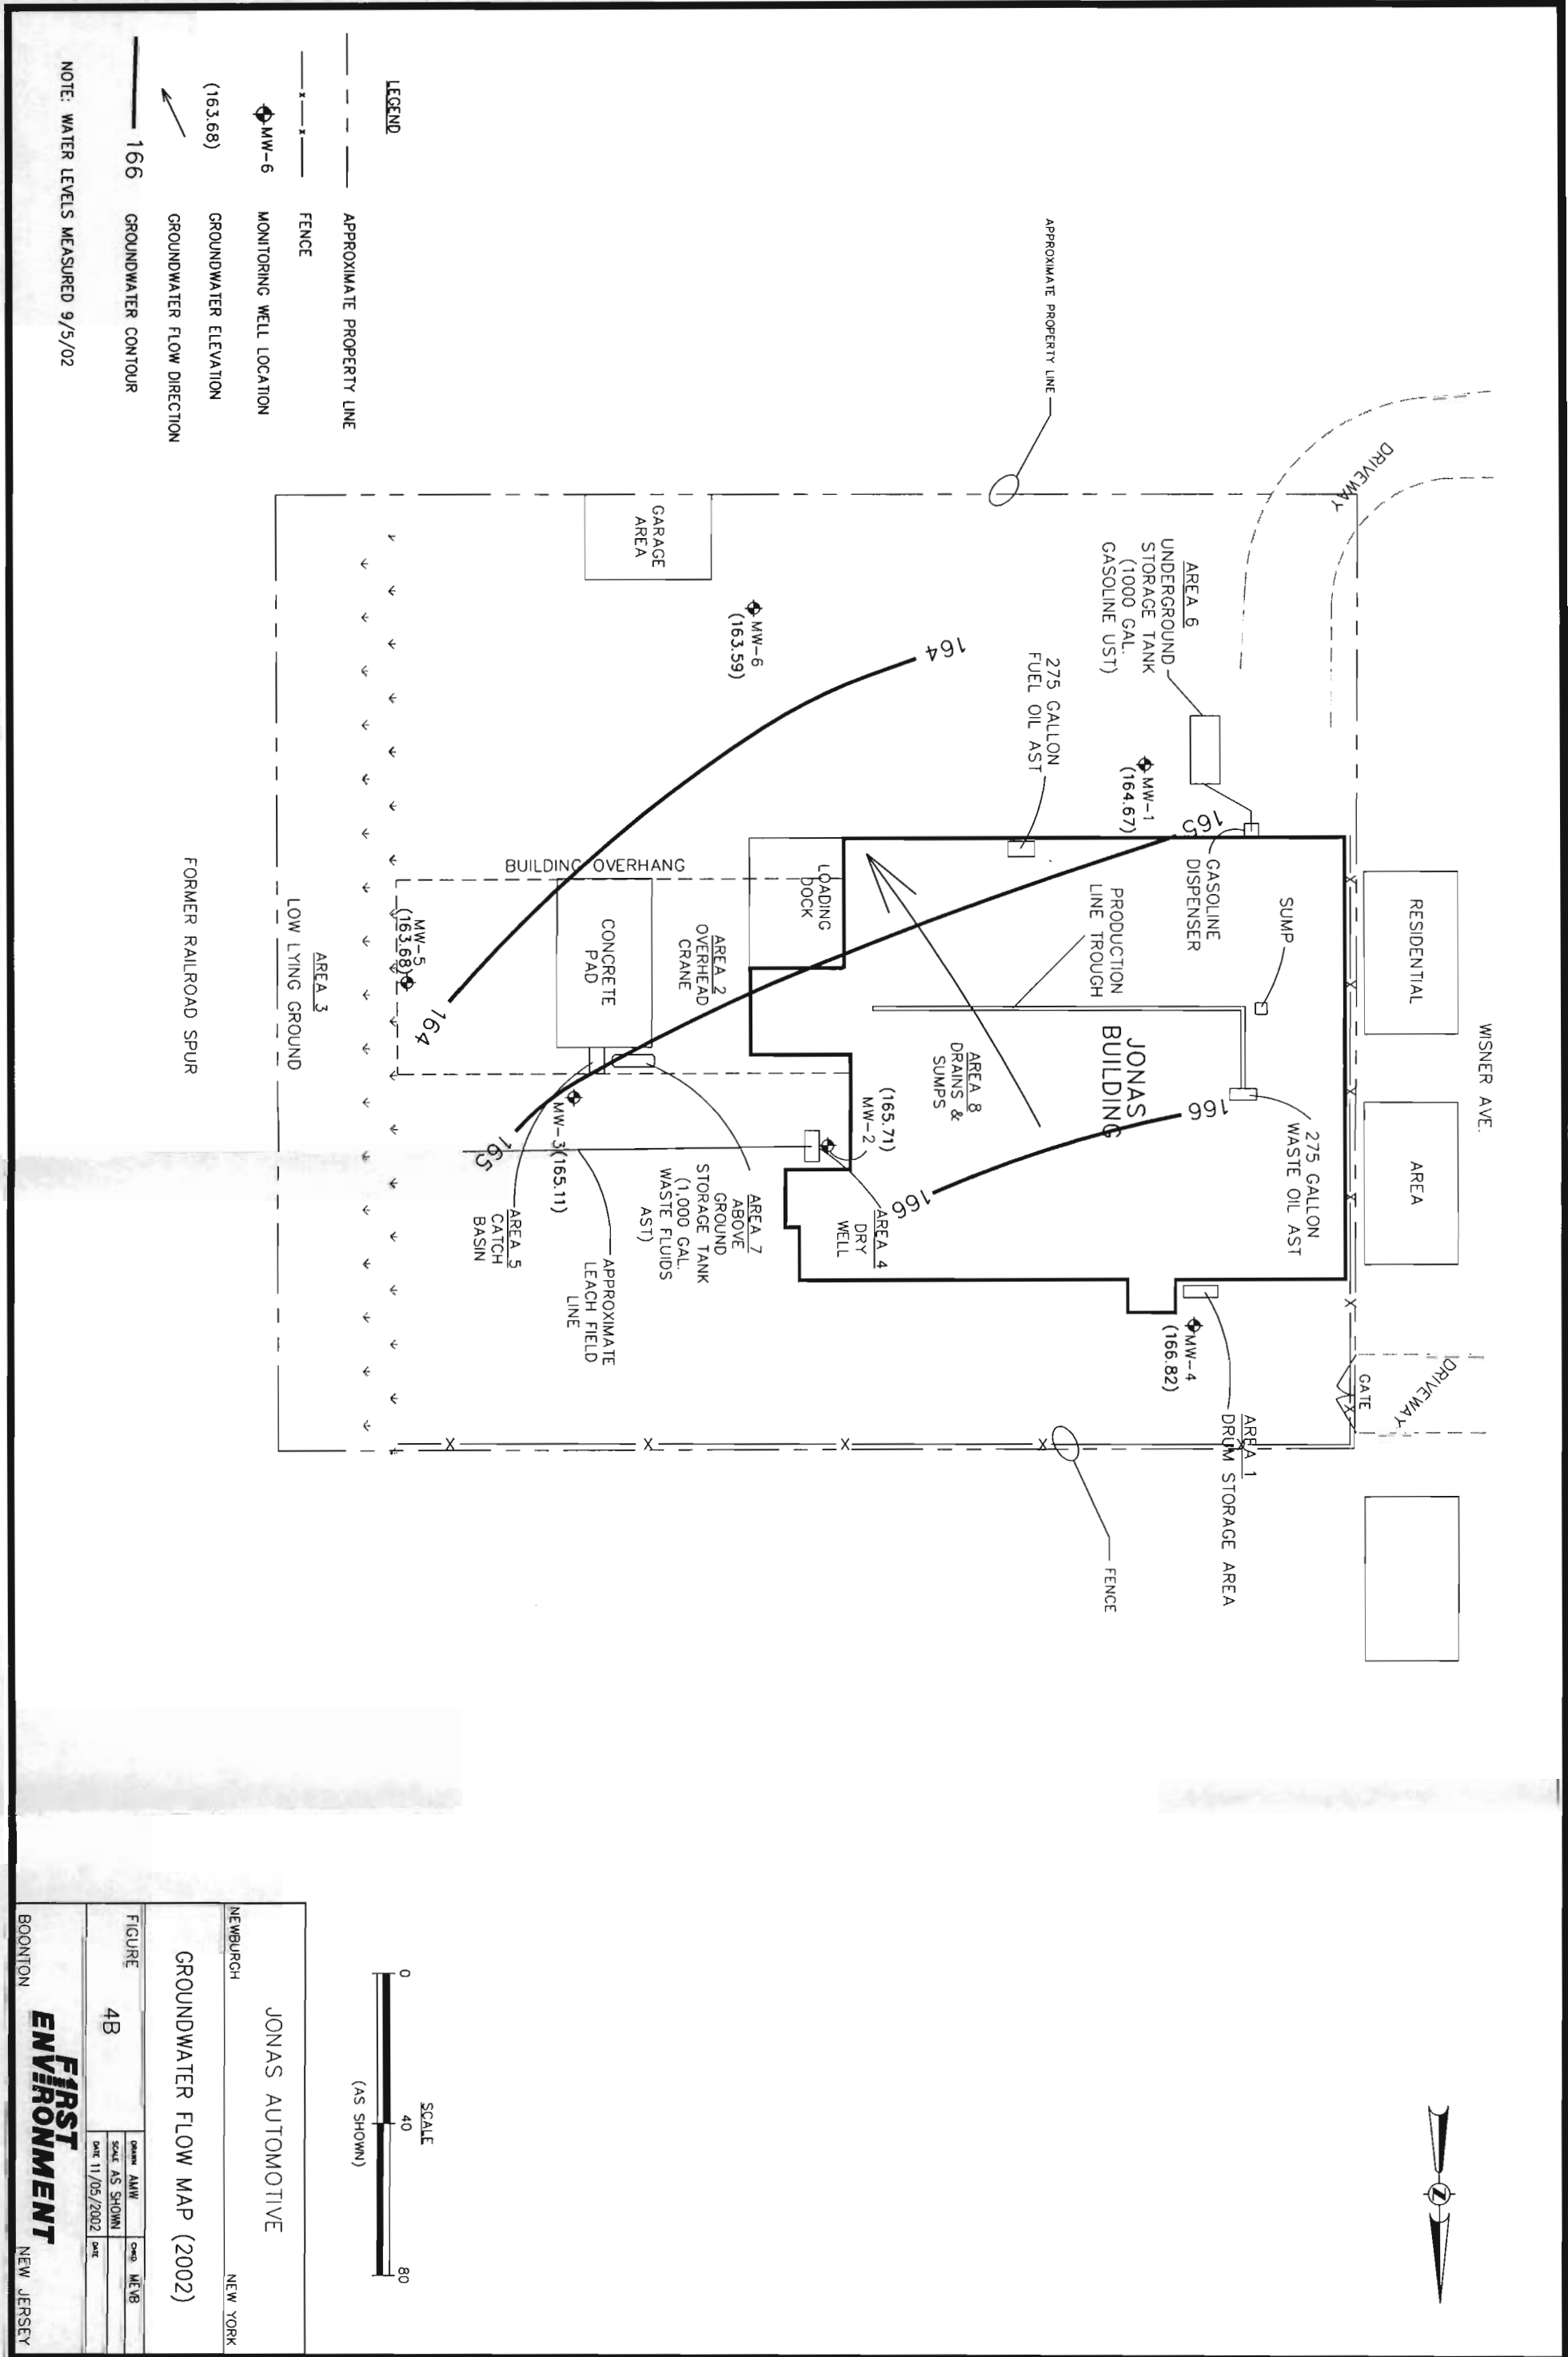 WISNER AVE.
RESIDENTIAL
AREA
DRIVEWAY
DRIVEWAY
GATE
SUMP
GASOLINE
DISPENSER
PRODUCTION
LINE TROUGH
275 GALLON
WASTE OIL AST
AREA 1
DRUM STORAGE AREA
AREA 6
UNDERGROUND
STORAGE TANK
(1000 GAL.
GASOLINE UST)
MW-4
(166.82)
MW-1
(164.67)
165
166
JONAS
BUILDING
FENCE
APPROXIMATE PROPERTY LINE
275 GALLON
FUEL OIL AST
AREA 8
DRAINS &
SUMPS
164
166
(165.71)
MW-2
AREA 4
DRY
WELL
LOADING
DOCK
MW-6
(163.59)
AREA 2
OVERHEAD
CRANE
AREA 7
ABOVE
GROUND
STORAGE TANK
(1,000 GAL.
WASTE FLUIDS
AST)
GARAGE
AREA
BUILDING OVERHANG
CONCRETE
PAD
APPROXIMATE
LEACH FIELD
LINE
MW-3(165.11)
165
AREA 5
CATCH
BASIN
MW-5
(163.68)
164
AREA 3
LOW LYING GROUND
FORMER RAILROAD SPUR
LEGEND
APPROXIMATE PROPERTY LINE
FENCE
MW-6 MONITORING WELL LOCATION
(163.68) GROUNDWATER ELEVATION
GROUNDWATER FLOW DIRECTION
166 GROUNDWATER CONTOUR
NOTE: WATER LEVELS MEASURED 9/5/02
N
SCALE
0 40 80
(AS SHOWN)
JONAS AUTOMOTIVE
NEWBURGH NEW YORK
GROUNDWATER FLOW MAP (2002)
FIGURE
4B
DRAWN AMW CHKD MEVB
SCALE AS SHOWN
DATE 11/05/2002 DATE
FIRST
ENVIRONMENT
BOONTON NEW JERSEY